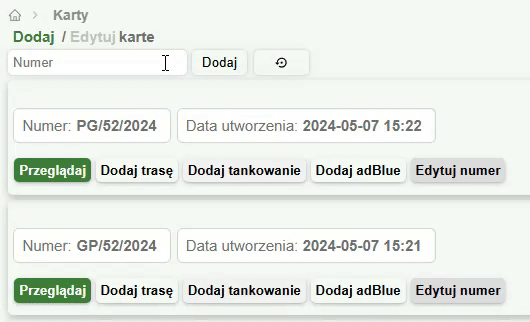 Karty
Dodaj / Edytuj karte
Numer Dodaj
Numer: PG/52/2024 Data utworzenia: 2024-05-07 15:22
Przeglądaj Dodaj trasę Dodaj tankowanie Dodaj adBlue Edytuj numer
Numer: GP/52/2024 Data utworzenia: 2024-05-07 15:21
Przeglądaj Dodaj trasę Dodaj tankowanie Dodaj adBlue Edytuj numer